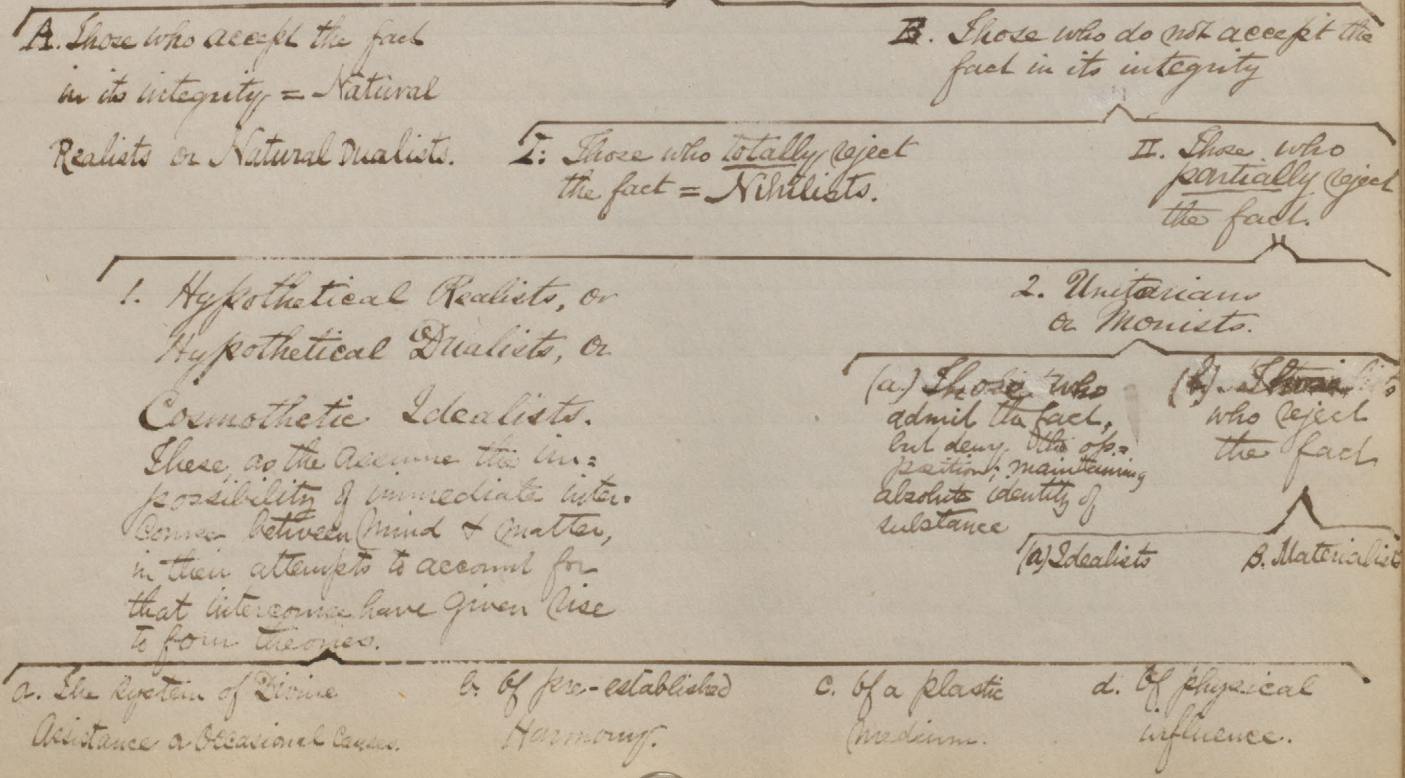 A. Those who accept the fact
in its integrity = Natural
Realists or Natural Dualists.
B. Those who do not accept the
fact in its integrity
I: Those who totally reject
the fact = Nihilists.
II. Those who
partially reject
the fact.
1. Hypothetical Realists, or
Hypothetical Dualists, or
Cosmothetic Idealists.
These, as the assume the im=
possibility of immediate inter-
course between mind & matter,
in their attempts to account for
that intercourse have given rise
to four theories.
2. Unitarians
or Monists.
(a.) Those who
admit the fact,
but deny the op=
position, maintaining
absolute identity of
substance
(b) Those
who reject
the fact
(a) Idealists
B. Materialists
a. The System of Divine
Assistance or Occasional Causes.
b. Of pre-established
Harmony.
c. Of a plastic
medium.
d. Of physical
influence.